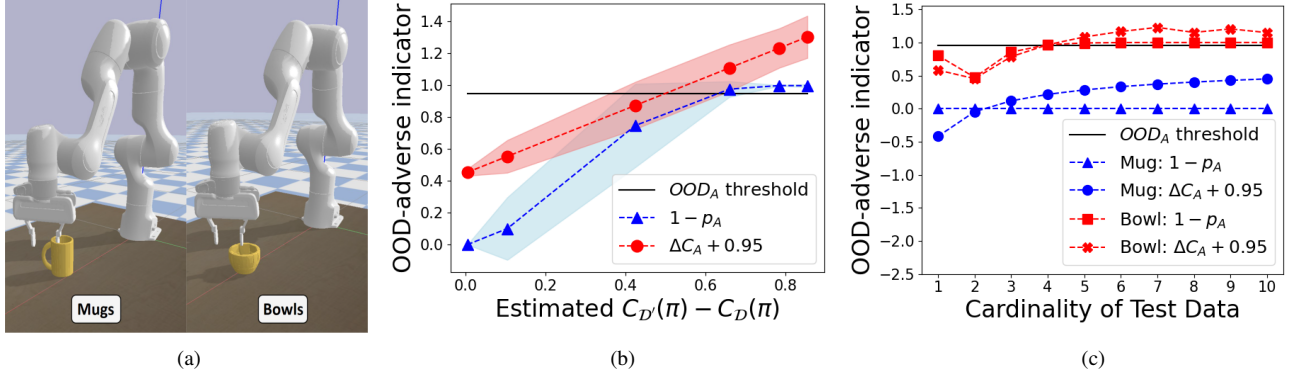 Mugs
Bowls
(a)
OOD-adverse indicator
1.4
1.2
1.0
0.8
0.6
0.4
0.2
0.0
OOD_A threshold
1 − p_A
ΔC_A + 0.95
0.0 0.2 0.4 0.6 0.8
Estimated C_𝒟′(π) − C_𝒟(π)
(b)
OOD-adverse indicator
1.5
1.0
0.5
0.0
−0.5
−1.0
−1.5
−2.0
−2.5
OOD_A threshold
Mug: 1 − p_A
Mug: ΔC_A + 0.95
Bowl: 1 − p_A
Bowl: ΔC_A + 0.95
1 2 3 4 5 6 7 8 9 10
Cardinality of Test Data
(c)